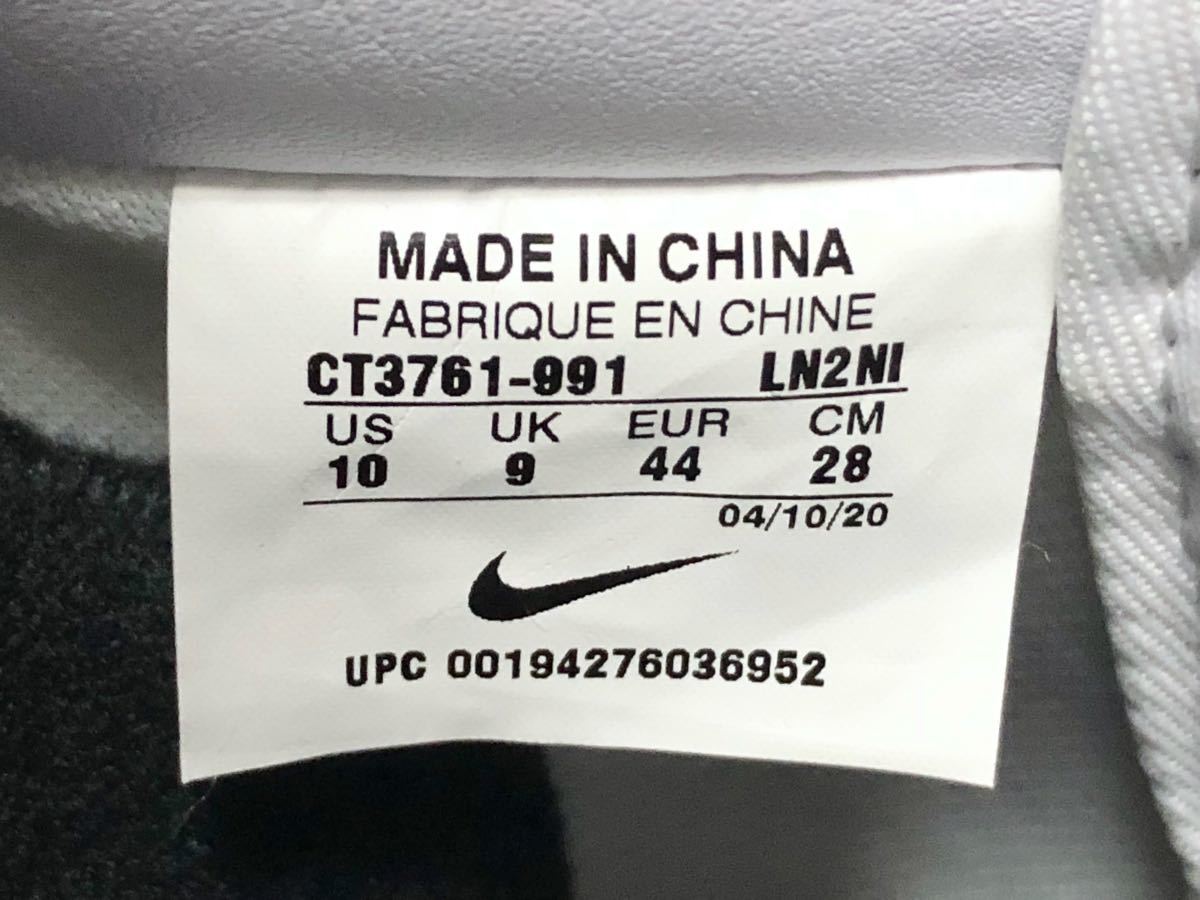 MADE IN CHINA
FABRIQUE EN CHINE
CT3761-991 LN2NI
US UK EUR CM
10 9 44 28
04/10/20
UPC 00194276036952